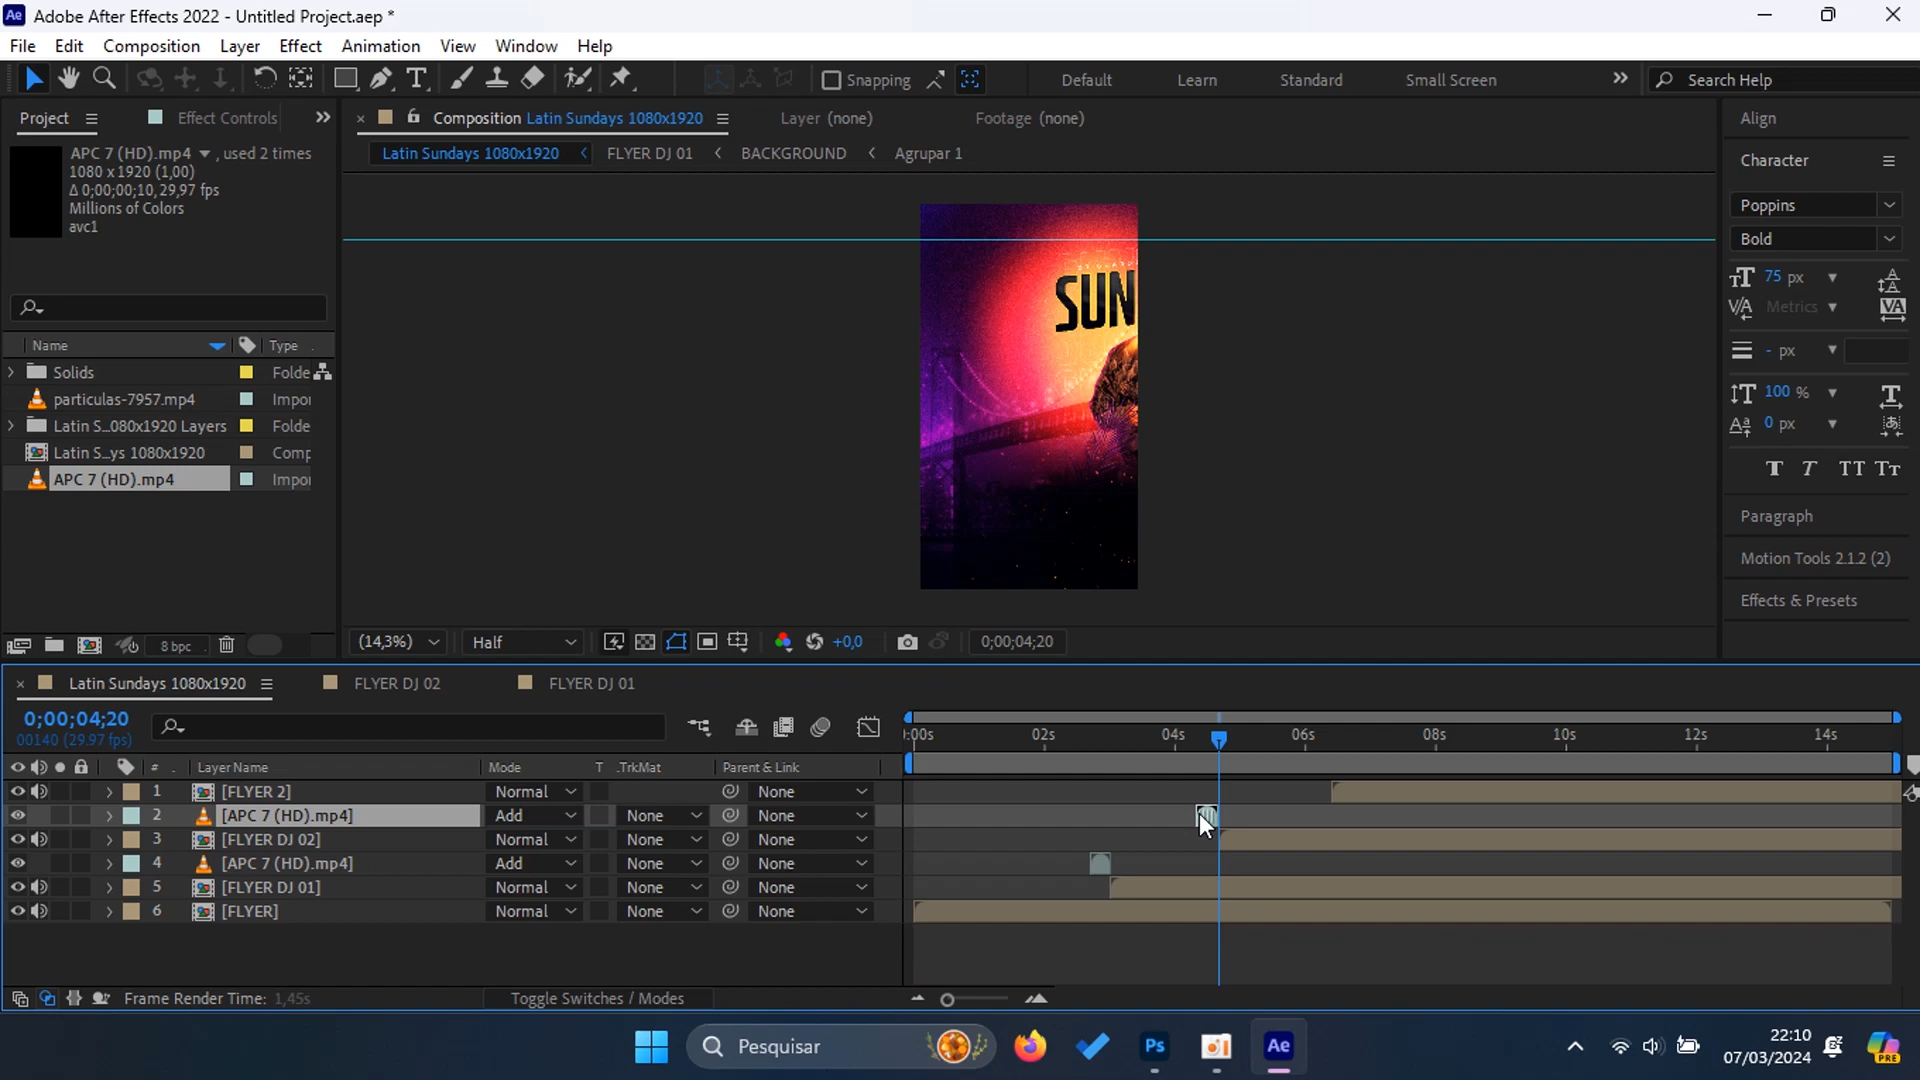 Ae Adobe After Effects 2022 - Untitled Project.aep *
File Edit Composition Layer Effect Animation View Window Help
Snapping Default Learn Standard Small Screen Search Help
Project Effect Controls
Composition Latin Sundays 1080x1920 Layer (none) Footage (none)
Align
APC 7 (HD).mp4 , used 2 times
1080 x 1920 (1,00)
Δ 0;00;00;10, 29,97 fps
Millions of Colors
avc1
Latin Sundays 1080x1920 FLYER DJ 01 BACKGROUND Agrupar 1
Character
Poppins
Bold
75 px
Metrics
- px
100 %
0 px
T T TT Tт
Paragraph
Motion Tools 2.1.2 (2)
Effects & Presets
SUN
Name Type
Solids Folde
particulas-7957.mp4 Impor
Latin S...080x1920 Layers Folde
Latin S...ys 1080x1920 Comp
APC 7 (HD).mp4 Impor
8 bpc
(14,3%) Half +0,0 0;00;04;20
Latin Sundays 1080x1920 FLYER DJ 02 FLYER DJ 01
0;00;04;20
00140 (29.97 fps)
:00s 02s 04s 06s 08s 10s 12s 14s
# Layer Name Mode T .TrkMat Parent & Link
1 [FLYER 2] Normal None
2 [APC 7 (HD).mp4] Add None None
3 [FLYER DJ 02] Normal None None
4 [APC 7 (HD).mp4] Add None None
5 [FLYER DJ 01] Normal None None
6 [FLYER] Normal None None
Frame Render Time: 1,45s Toggle Switches / Modes
Pesquisar Ps Ae
22:10
07/03/2024
PRE